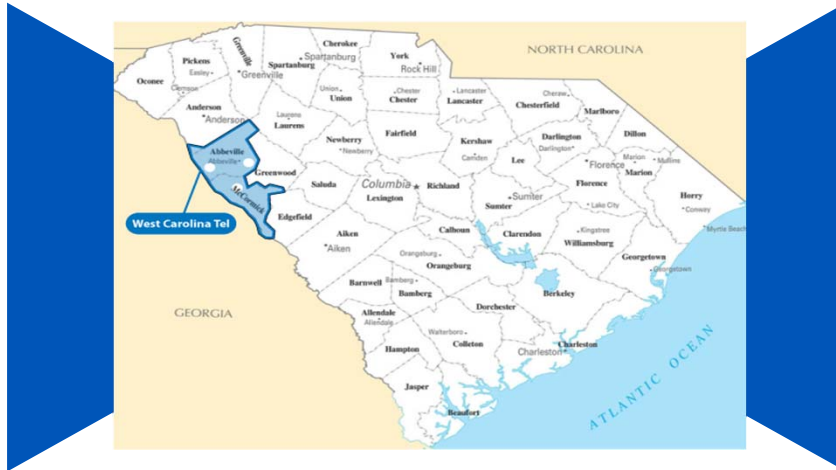 NORTH CAROLINA
Cherokee
Spartanburg
Spartanburg
Greenville
Greenville
Pickens
Easley
Oconee
Clemson
York
Rock Hill
Union
Union
Chester
Chester
Lancaster
Lancaster
Chesterfield
Cheraw
Marlboro
Anderson
Anderson
Laurens
Laurens
Newberry
Newberry
Fairfield
Kershaw
Camden
Darlington
Darlington
Dillon
Lee
Florence
Florence
Marion
Marion
Mullins
Abbeville
Abbeville
Greenwood
McCormick
Saluda
Columbia
Richland
Lexington
Sumter
Sumter
Lake City
Horry
Conway
Myrtle Beach
West Carolina Tel
Edgefield
Aiken
Aiken
Calhoun
Clarendon
Kingstree
Williamsburg
Orangeburg
Orangeburg
Georgetown
Georgetown
Barnwell
Bamberg
Bamberg
Berkeley
Dorchester
Allendale
Allendale
GEORGIA
Walterboro
Colleton
Hampton
Charleston
Charleston
Jasper
Beaufort
ATLANTIC OCEAN